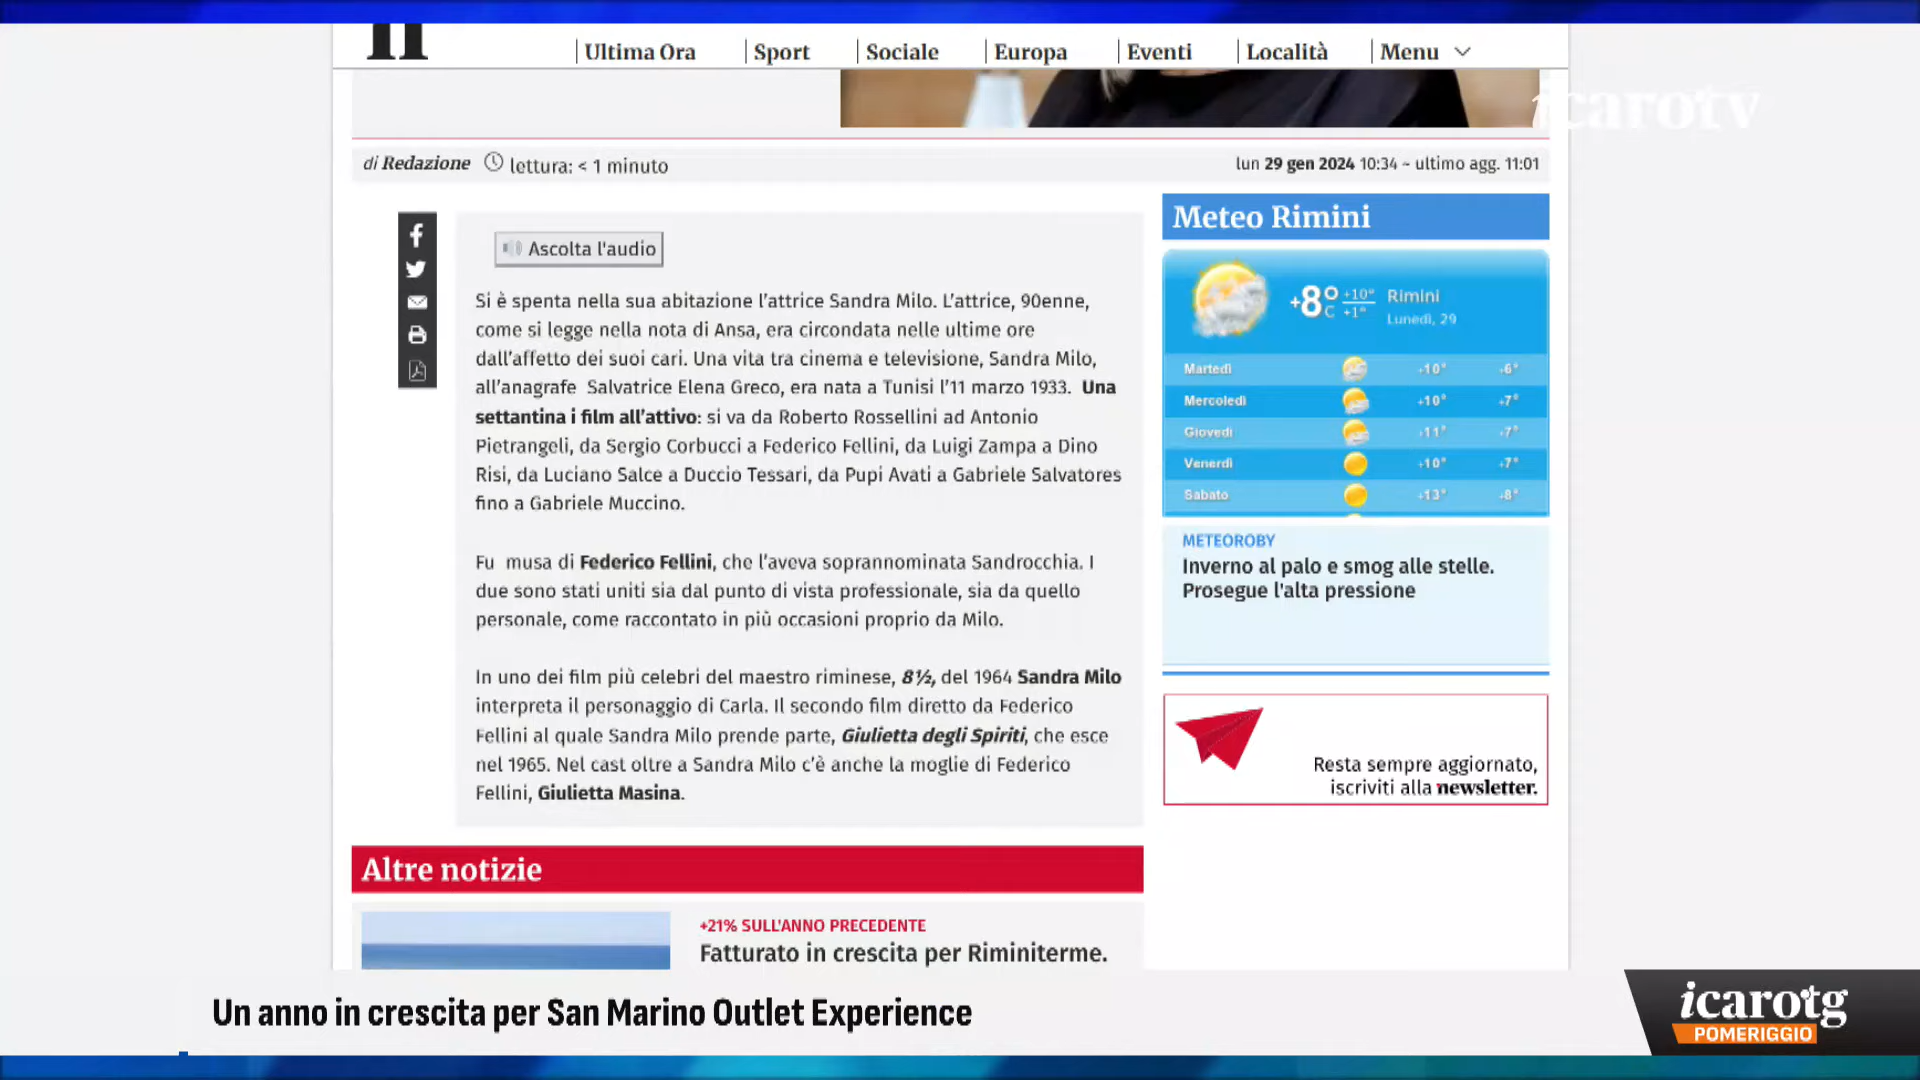 Ultima Ora
Sport
Sociale
Europa
Eventi
Località
Menu
icarotv
di Redazione lettura: < 1 minuto
lun 29 gen 2024 10:34 ~ ultimo agg. 11:01
Ascolta l'audio
Si è spenta nella sua abitazione l'attrice Sandra Milo. L'attrice, 90enne,
come si legge nella nota di Ansa, era circondata nelle ultime ore
dall'affetto dei suoi cari. Una vita tra cinema e televisione, Sandra Milo,
all'anagrafe Salvatrice Elena Greco, era nata a Tunisi l'11 marzo 1933. Una
settantina i film all'attivo: si va da Roberto Rossellini ad Antonio
Pietrangeli, da Sergio Corbucci a Federico Fellini, da Luigi Zampa a Dino
Risi, da Luciano Salce a Duccio Tessari, da Pupi Avati a Gabriele Salvatores
fino a Gabriele Muccino.
Fu musa di Federico Fellini, che l'aveva soprannominata Sandrocchia. I
due sono stati uniti sia dal punto di vista professionale, sia da quello
personale, come raccontato in più occasioni proprio da Milo.
In uno dei film più celebri del maestro riminese, 8½, del 1964 Sandra Milo
interpreta il personaggio di Carla. Il secondo film diretto da Federico
Fellini al quale Sandra Milo prende parte, Giulietta degli Spiriti, che esce
nel 1965. Nel cast oltre a Sandra Milo c'è anche la moglie di Federico
Fellini, Giulietta Masina.
Meteo Rimini
+8°C +10° +1° Rimini
Lunedì, 29
Martedì +10° +6°
Mercoledì +10° +7°
Giovedì +11° +7°
Venerdì +10° +7°
Sabato +13° +8°
METEOROBY
Inverno al palo e smog alle stelle.
Prosegue l'alta pressione
Resta sempre aggiornato,
iscriviti alla newsletter.
Altre notizie
+21% SULL'ANNO PRECEDENTE
Fatturato in crescita per Riminiterme.
Un anno in crescita per San Marino Outlet Experience
icarotg
POMERIGGIO